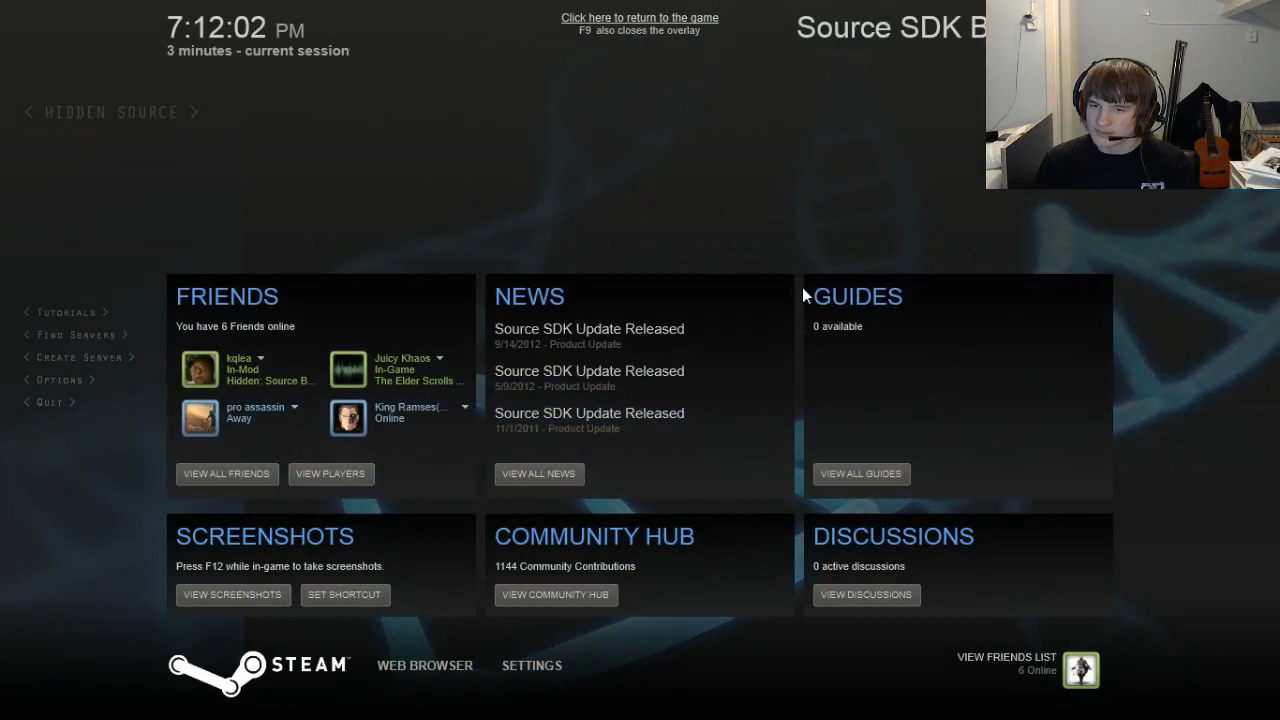 7:12:02 PM
3 minutes - current session
Click here to return to the game
F9 also closes the overlay
Source SDK B
< HIDDEN SOURCE >
< TUTORIALS >
< FIND SERVERS >
< CREATE SERVER >
< OPTIONS >
< QUIT >
FRIENDS
You have 6 Friends online
kqlea
In-Mod
Hidden: Source B...
Juicy Khaos
In-Game
The Elder Scrolls ...
pro assassin
Away
King Ramses(...
Online
VIEW ALL FRIENDS
VIEW PLAYERS
NEWS
Source SDK Update Released
9/14/2012 - Product Update
Source SDK Update Released
5/9/2012 - Product Update
Source SDK Update Released
11/1/2011 - Product Update
VIEW ALL NEWS
GUIDES
0 available
VIEW ALL GUIDES
SCREENSHOTS
Press F12 while in-game to take screenshots.
VIEW SCREENSHOTS
SET SHORTCUT
COMMUNITY HUB
1144 Community Contributions
VIEW COMMUNITY HUB
DISCUSSIONS
0 active discussions
VIEW DISCUSSIONS
STEAM
WEB BROWSER
SETTINGS
VIEW FRIENDS LIST
6 Online